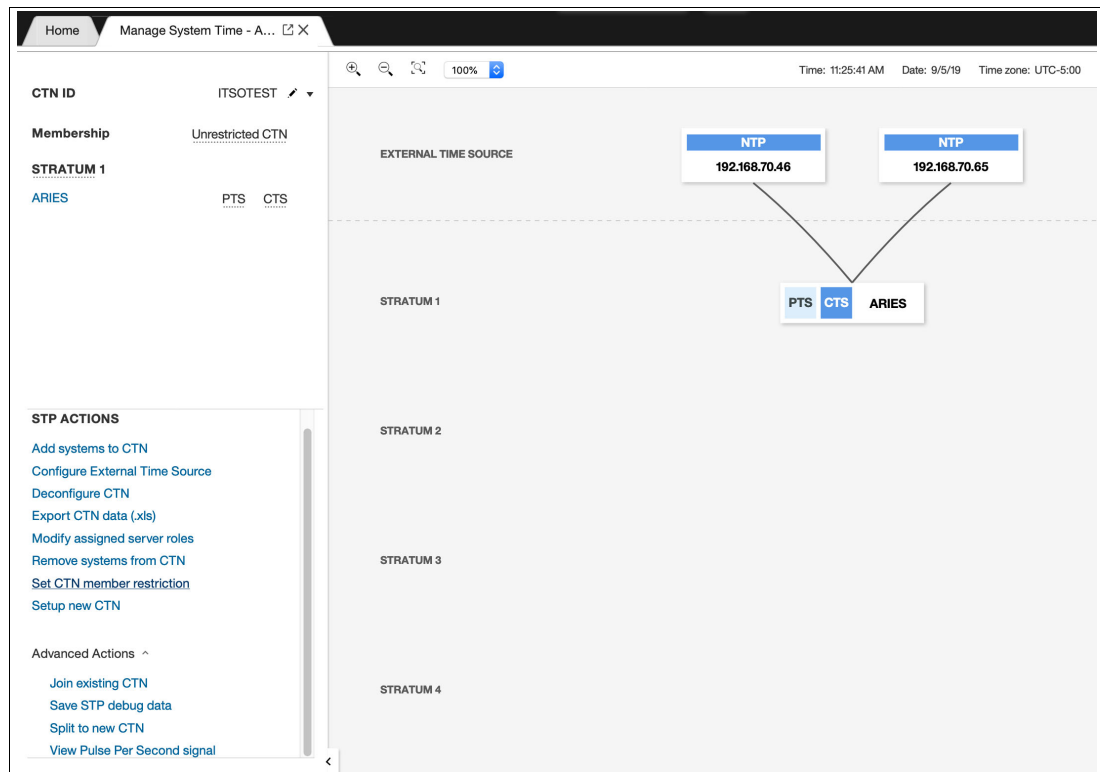 Home
Manage System Time - A...
100%
Time: 11:25:41 AM Date: 9/5/19 Time zone: UTC-5:00
CTN ID ITSOTEST
Membership Unrestricted CTN
STRATUM 1
ARIES PTS CTS
STP ACTIONS
Add systems to CTN
Configure External Time Source
Deconfigure CTN
Export CTN data (.xls)
Modify assigned server roles
Remove systems from CTN
Set CTN member restriction
Setup new CTN
Advanced Actions
Join existing CTN
Save STP debug data
Split to new CTN
View Pulse Per Second signal
EXTERNAL TIME SOURCE
NTP
192.168.70.46
NTP
192.168.70.65
STRATUM 1
PTS CTS ARIES
STRATUM 2
STRATUM 3
STRATUM 4